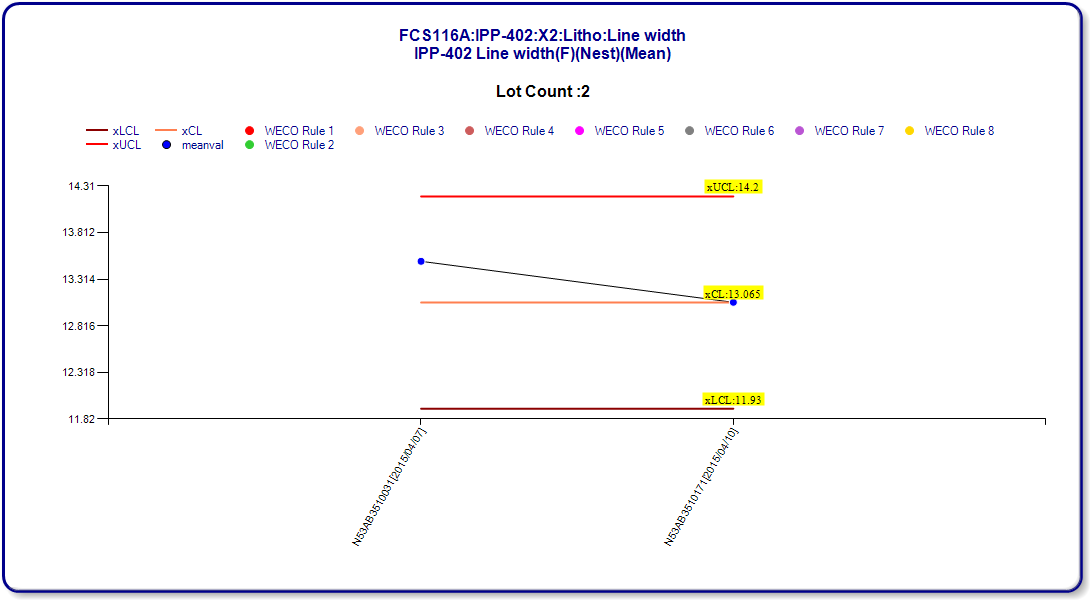 FCS116A:IPP-402:X2:Litho:Line width
IPP-402 Line width(F)(Nest)(Mean)
Lot Count :2
xLCL xCL WECO Rule 1 WECO Rule 3 WECO Rule 4 WECO Rule 5 WECO Rule 6 WECO Rule 7 WECO Rule 8
xUCL meanval WECO Rule 2
14.31
xUCL:14.2
13.812
13.314
xCL:13.065
12.816
12.318
xLCL:11.93
11.82
N53AB3510031[2015/04/07]
N53AB3510171[2015/04/10]